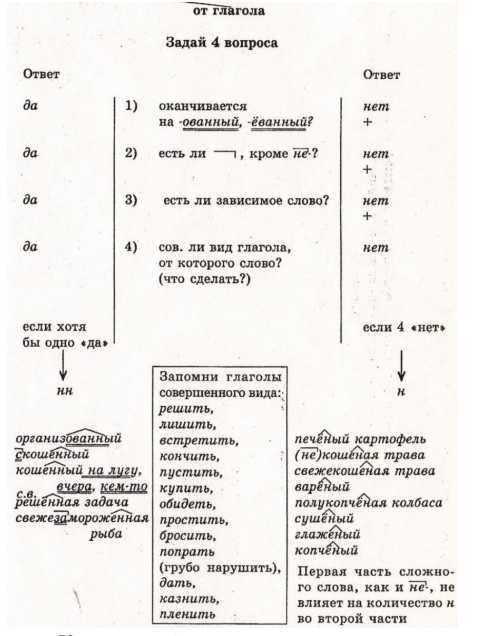 от глагола
Задай 4 вопроса
Ответ
Ответ
да
1) оканчивается
на -ованный, -ёванный?
нет
+
да
2) есть ли ¬, кроме не-?
нет
+
да
3) есть ли зависимое слово?
нет
+
да
4) сов. ли вид глагола,
от которого слово?
(что сделать?)
нет
если хотя
бы одно «да»
нн
если 4 «нет»
н
Запомни глаголы
совершенного вида:
решить,
лишить,
встретить,
кончить,
пустить,
купить,
обидеть,
простить,
бросить,
попрать
(грубо нарушить),
дать,
казнить,
пленить
организованный
скошенный
кошенный на лугу,
вчера, кем-то
с.в.
решённая задача
свежезамороженная
рыба
печёный картофель
(не)кошеная трава
свежекошеная трава
варёный
полукопчёная колбаса
сушёный
глаженый
копчёный
Первая часть сложно-
го слова, как и не-, не
влияет на количество н
во второй части